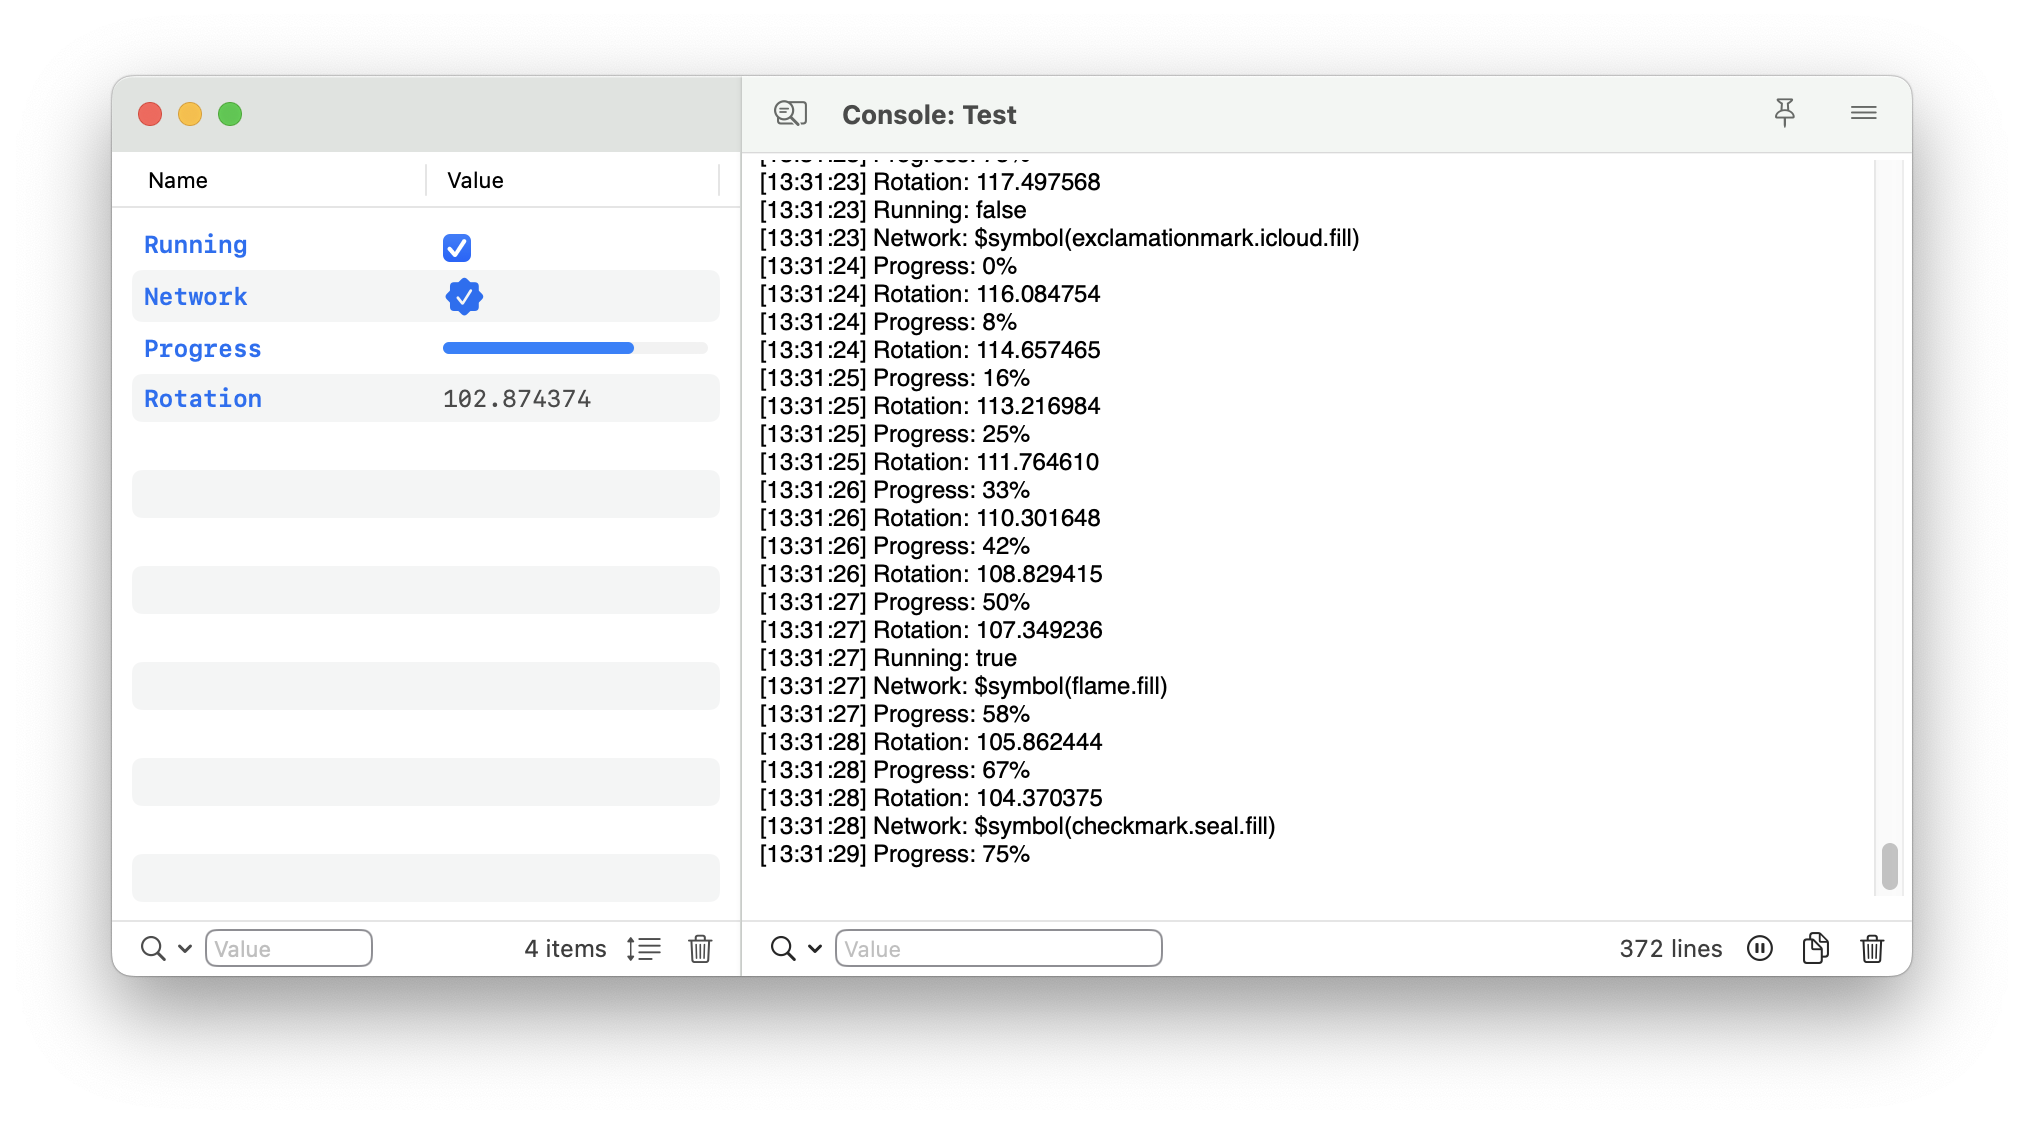 Console: Test
Name Value
Running
Network
Progress
Rotation 102.874374
Value
4 items
[13:31:23] Rotation: 117.497568
[13:31:23] Running: false
[13:31:23] Network: $symbol(exclamationmark.icloud.fill)
[13:31:24] Progress: 0%
[13:31:24] Rotation: 116.084754
[13:31:24] Progress: 8%
[13:31:24] Rotation: 114.657465
[13:31:25] Progress: 16%
[13:31:25] Rotation: 113.216984
[13:31:25] Progress: 25%
[13:31:25] Rotation: 111.764610
[13:31:26] Progress: 33%
[13:31:26] Rotation: 110.301648
[13:31:26] Progress: 42%
[13:31:26] Rotation: 108.829415
[13:31:27] Progress: 50%
[13:31:27] Rotation: 107.349236
[13:31:27] Running: true
[13:31:27] Network: $symbol(flame.fill)
[13:31:27] Progress: 58%
[13:31:28] Rotation: 105.862444
[13:31:28] Progress: 67%
[13:31:28] Rotation: 104.370375
[13:31:28] Network: $symbol(checkmark.seal.fill)
[13:31:29] Progress: 75%
Value
372 lines